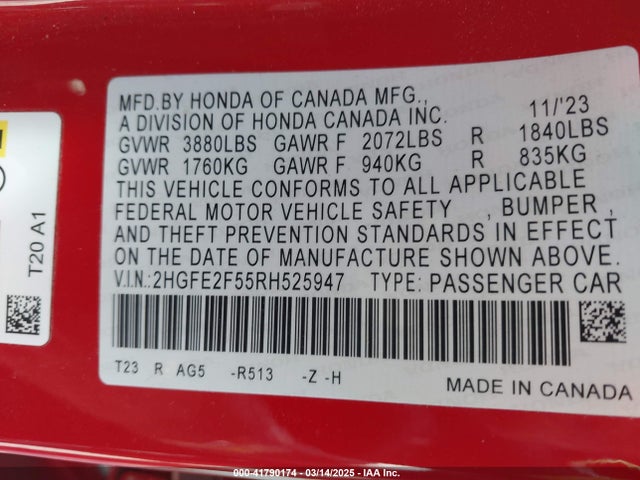 MFD.BY HONDA OF CANADA MFG., 11/'23
A DIVISION OF HONDA CANADA INC.
GVWR 3880LBS GAWR F 2072LBS R 1840LBS
GVWR 1760KG GAWR F 940KG R 835KG
THIS VEHICLE CONFORMS TO ALL APPLICABLE
FEDERAL MOTOR VEHICLE SAFETY , BUMPER ,
AND THEFT PREVENTION STANDARDS IN EFFECT
ON THE DATE OF MANUFACTURE SHOWN ABOVE.
V.I.N.:2HGFE2F55RH525947 TYPE: PASSENGER CAR
T23 R AG5 -R513 -Z -H
MADE IN CANADA
T20 A1
000-41790174 - 03/14/2025 - IAA Inc.